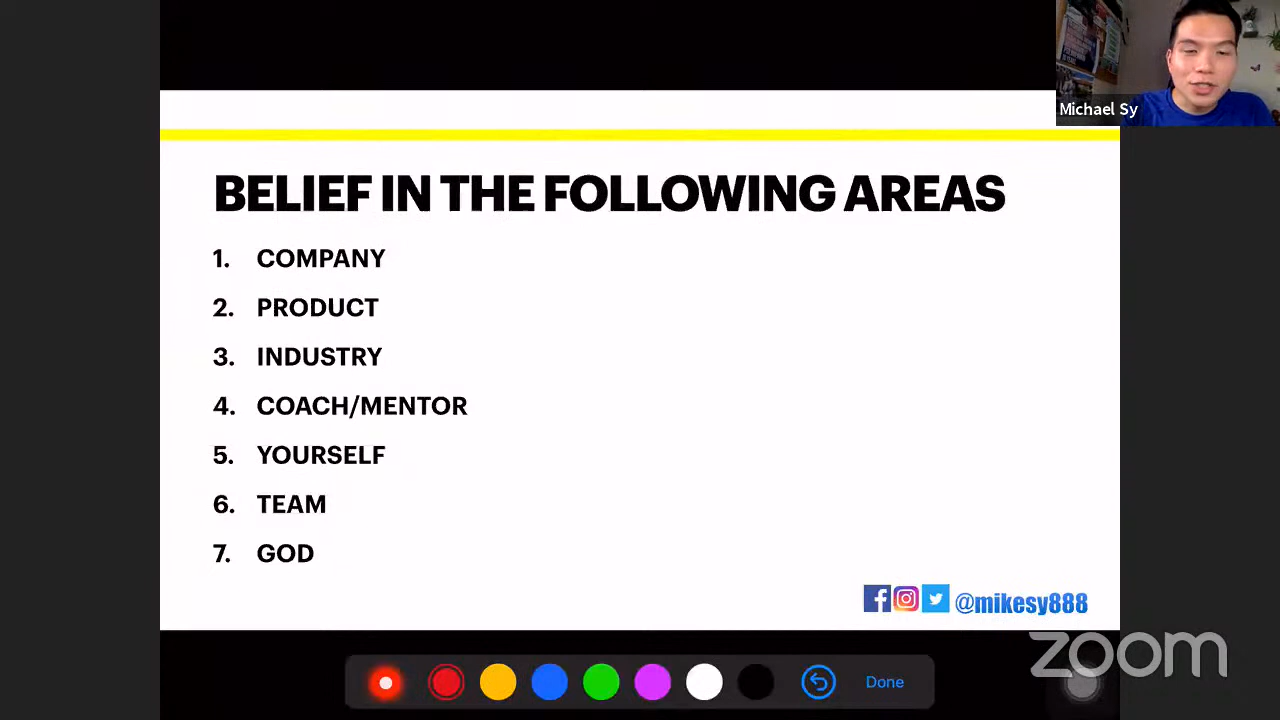 Michael Sy
BELIEF IN THE FOLLOWING AREAS
1. COMPANY
2. PRODUCT
3. INDUSTRY
4. COACH/MENTOR
5. YOURSELF
6. TEAM
7. GOD
@mikesy888
zoom
Done